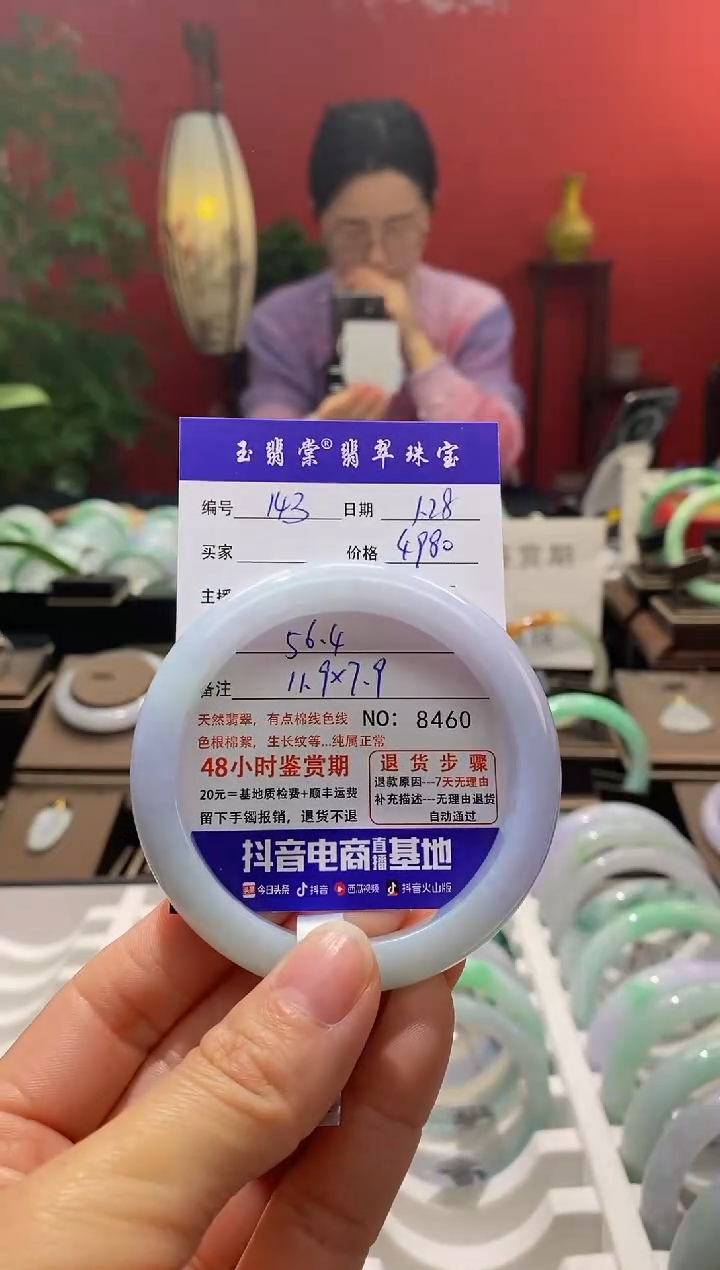 玉翡棠®翡翠珠宝
编号 143 日期 1.28
买家 价格 4980
主播
56.4
备注 11.9×7.9
天然翡翠，有点棉线色线 NO: 8460
色根棉絮，生长纹等...纯属正常
48小时鉴赏期
20元=基地质检费+顺丰运费
留下手镯报销，退货不退
退货步骤
退款原因---7天无理由
补充描述---无理由退货
自动通过
抖音电商直播基地
头条 今日头条 抖音 西瓜视频 抖音火山版